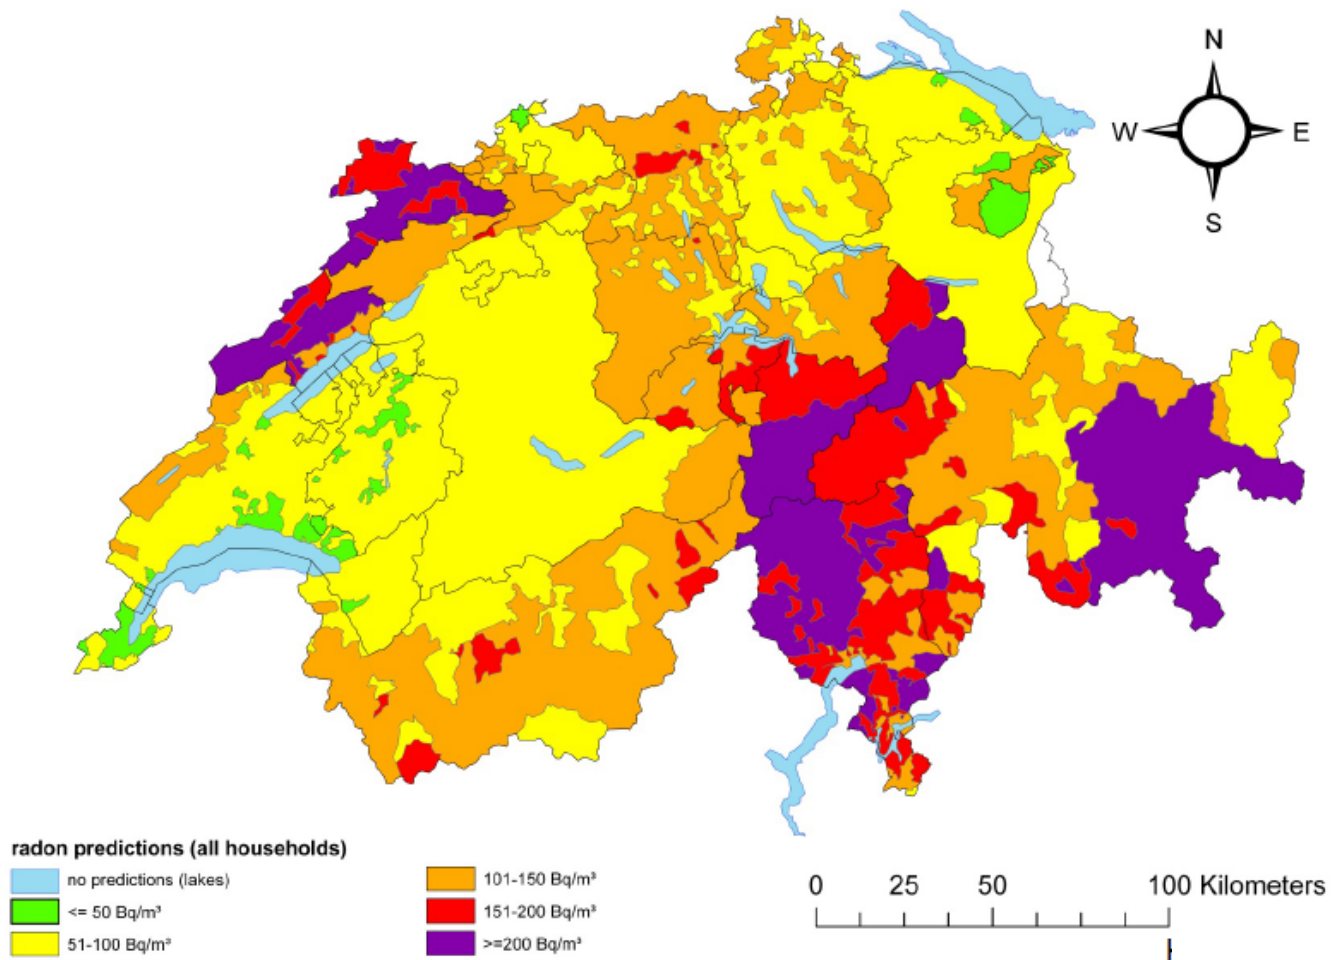 N
W
E
S
radon predictions (all households)
no predictions (lakes)
<= 50 Bq/m³
51-100 Bq/m³
101-150 Bq/m³
151-200 Bq/m³
>=200 Bq/m³
0 25 50 100 Kilometers